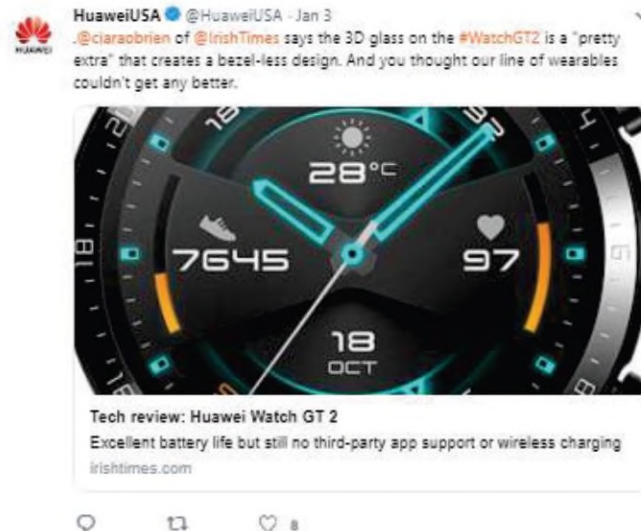 HuaweiUSA @HuaweiUSA · Jan 3
.@ciaraobrien of @IrishTimes says the 3D glass on the #WatchGT2 is a "pretty
extra" that creates a bezel-less design. And you thought our line of wearables
couldn't get any better.
HUAWEI
28°C
7645
97
18
OCT
18
Tech review: Huawei Watch GT 2
Excellent battery life but still no third-party app support or wireless charging
irishtimes.com
8